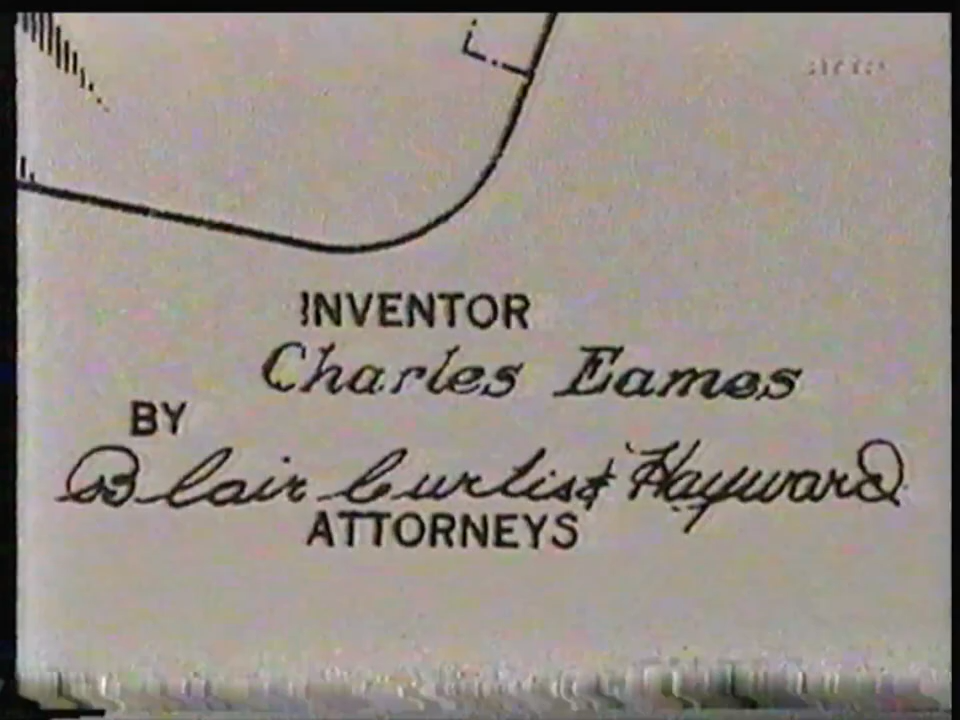 INVENTOR
Charles Eames
BY
Blair Curtis & Hayward
ATTORNEYS